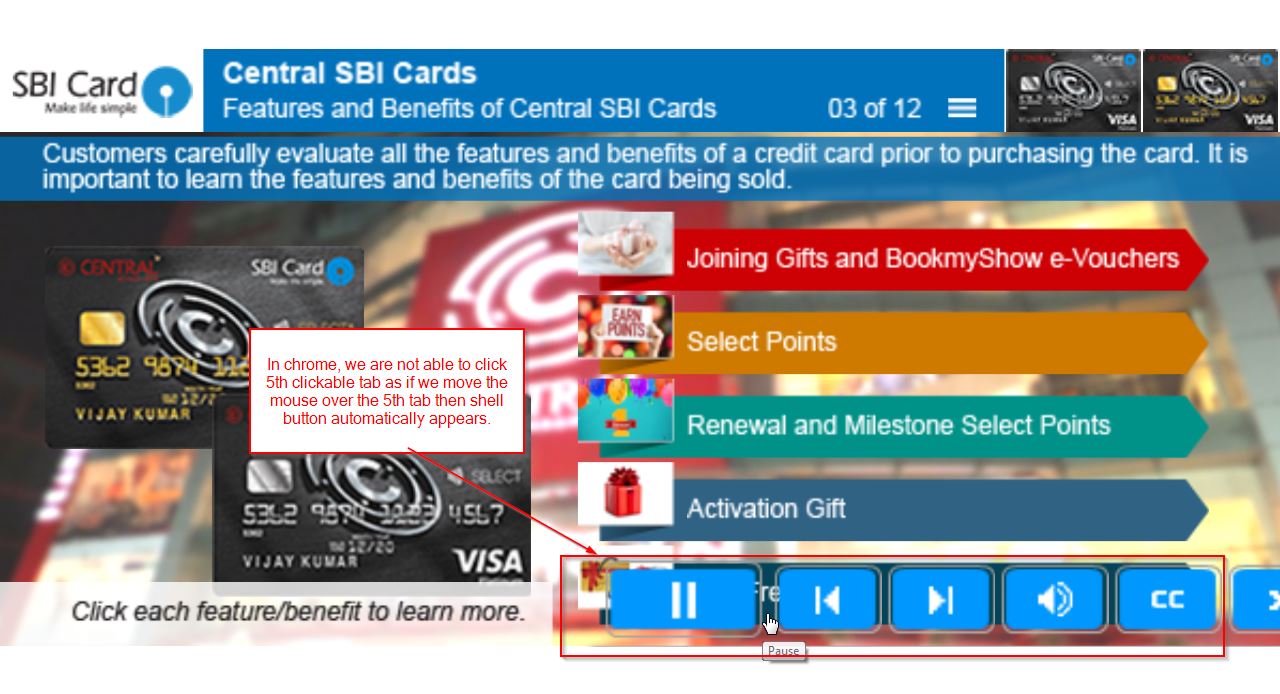 SBI Card
Make life simple
Central SBI Cards
Features and Benefits of Central SBI Cards
03 of 12
VISA
VISA
Customers carefully evaluate all the features and benefits of a credit card prior to purchasing the card. It is
important to learn the features and benefits of the card being sold.
CENTRAL
SBI Card
5362 9874
12/2
VIJAY KUMAR
In chrome, we are not able to click
5th clickable tab as if we move the
mouse over the 5th tab then shell
button automatically appears.
SELECT
5362 9874 1123 4567
12/20
VIJAY KUMAR
VISA
Platinum
Joining Gifts and BookmyShow e-Vouchers
EARN
POINTS
Select Points
Renewal and Milestone Select Points
Activation Gift
Fre
CC
Pause
Click each feature/benefit to learn more.